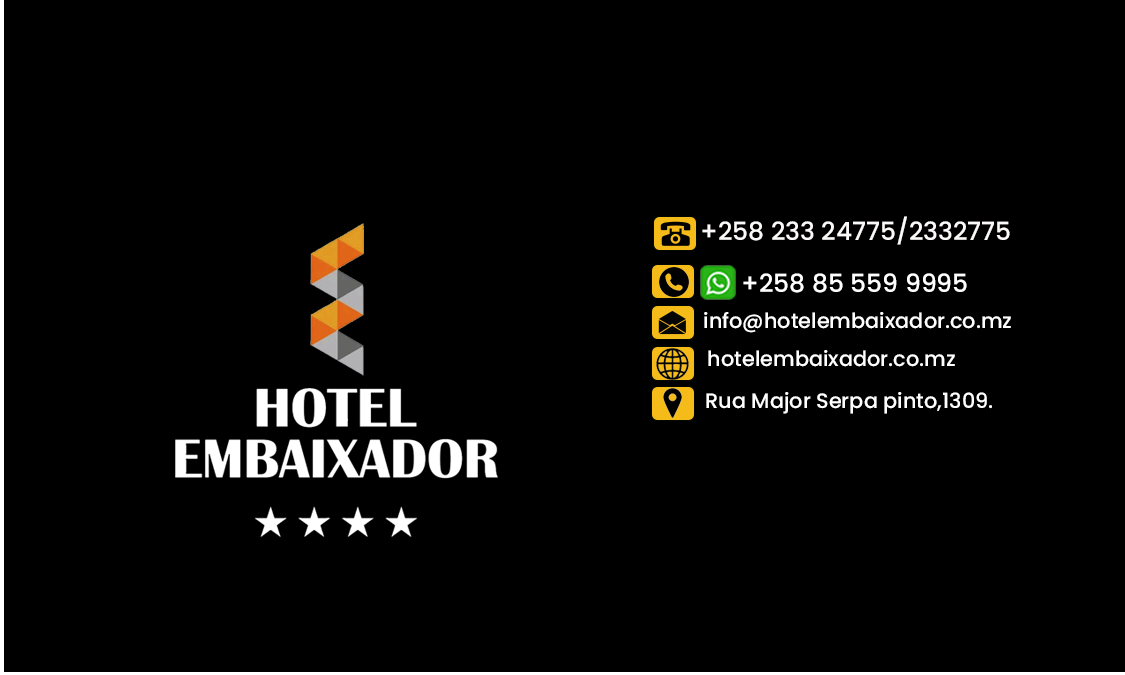 HOTEL
EMBAIXADOR
+258 233 24775/2332775
+258 85 559 9995
info@hotelembaixador.co.mz
hotelembaixador.co.mz
Rua Major Serpa pinto,1309.